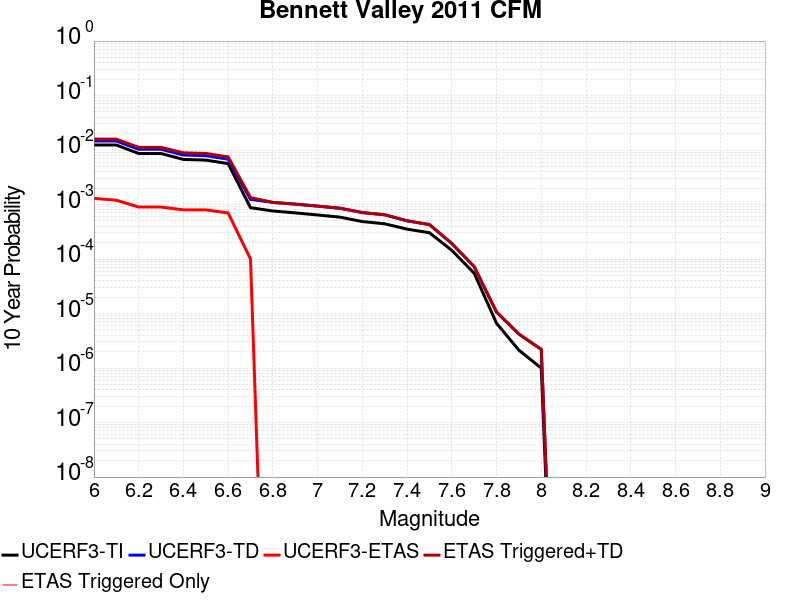 Bennett Valley 2011 CFM
10 0
10 -1
10 -2
10 -3
10 -4
10 -5
10 -6
10 -7
10 -8
10 Year Probability
6 6.2 6.4 6.6 6.8 7 7.2 7.4 7.6 7.8 8 8.2 8.4 8.6 8.8 9
Magnitude
UCERF3-TI UCERF3-TD UCERF3-ETAS ETAS Triggered+TD
ETAS Triggered Only